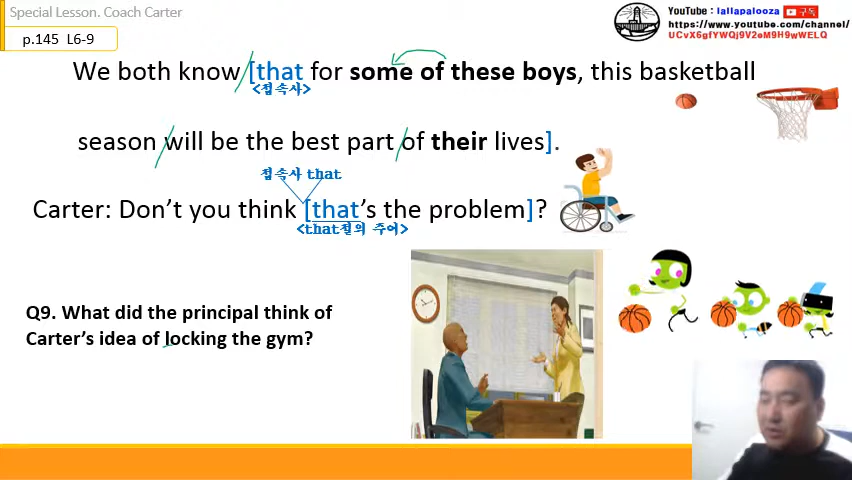 Special Lesson. Coach Carter
p.145 L6-9
YouTube : lallapalooza 구독
https://www.youtube.com/channel/
UCvX6gfYWQj9V2eM9H9wWELQ
We both know [that for some of these boys, this basketball
<접속사>
season will be the best part of their lives].
접속사 that
Carter: Don't you think [that's the problem]?
<that절의 주어>
Q9. What did the principal think of
Carter's idea of locking the gym?